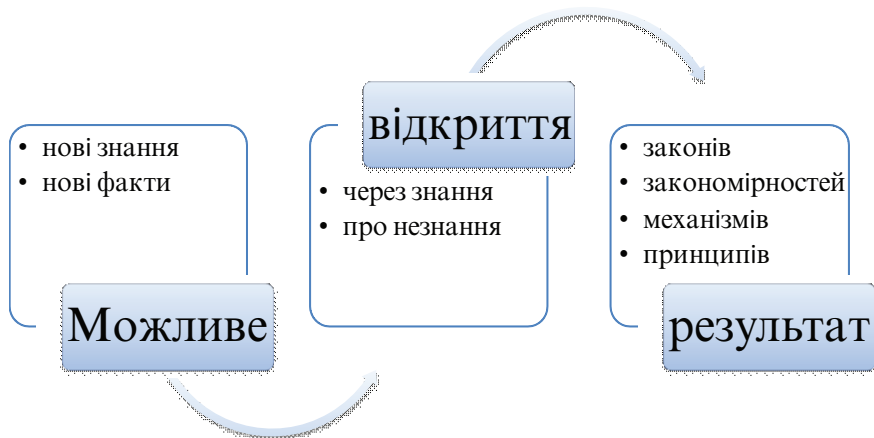 • нові знання
• нові факти
Можливе
відкриття
• через знання
• про незнання
• законів
• закономірностей
• механізмів
• принципів
результат